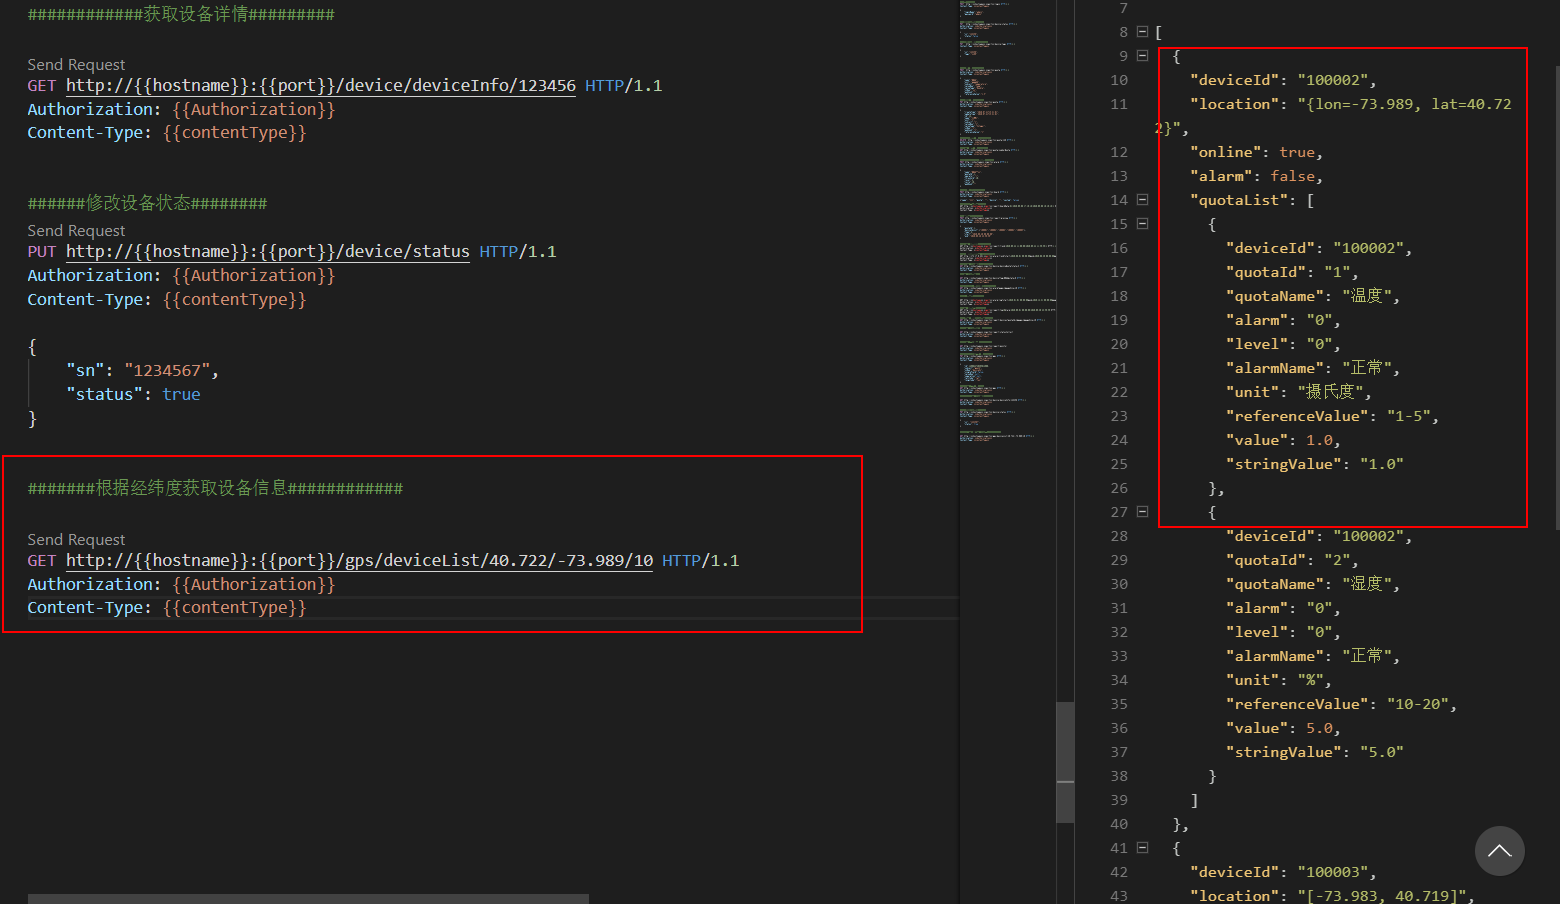 ############获取设备详情#########
Send Request
GET http://{{hostname}}:{{port}}/device/deviceInfo/123456 HTTP/1.1
Authorization: {{Authorization}}
Content-Type: {{contentType}}
######修改设备状态########
Send Request
PUT http://{{hostname}}:{{port}}/device/status HTTP/1.1
Authorization: {{Authorization}}
Content-Type: {{contentType}}
{
"sn": "1234567",
"status": true
}
#######根据经纬度获取设备信息############
Send Request
GET http://{{hostname}}:{{port}}/gps/deviceList/40.722/-73.989/10 HTTP/1.1
Authorization: {{Authorization}}
Content-Type: {{contentType}}
7
8 [
9 {
10 "deviceId": "100002",
11 "location": "{lon=-73.989, lat=40.72
2}",
12 "online": true,
13 "alarm": false,
14 "quotaList": [
15 {
16 "deviceId": "100002",
17 "quotaId": "1",
18 "quotaName": "温度",
19 "alarm": "0",
20 "level": "0",
21 "alarmName": "正常",
22 "unit": "摄氏度",
23 "referenceValue": "1-5",
24 "value": 1.0,
25 "stringValue": "1.0"
26 },
27 {
28 "deviceId": "100002",
29 "quotaId": "2",
30 "quotaName": "湿度",
31 "alarm": "0",
32 "level": "0",
33 "alarmName": "正常",
34 "unit": "%",
35 "referenceValue": "10-20",
36 "value": 5.0,
37 "stringValue": "5.0"
38 }
39 ]
40 },
41 {
42 "deviceId": "100003",
43 "location": "[-73.983, 40.719]",